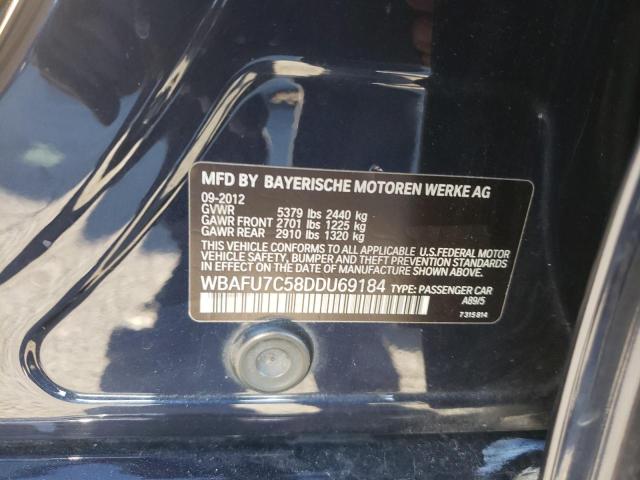 MFD BY BAYERISCHE MOTOREN WERKE AG
09-2012
GVWR 5379 lbs 2440 kg
GAWR FRONT 2701 lbs 1225 kg
GAWR REAR 2910 lbs 1320 kg
THIS VEHICLE CONFORMS TO ALL APPLICABLE U.S.FEDERAL MOTOR
VEHICLE SAFETY, BUMPER, AND THEFT PREVENTION STANDARDS
IN EFFECT ON THE DATE OF MANUFACTURE SHOWN ABOVE.
WBAFU7C58DDU69184 TYPE: PASSENGER CAR
A89/5
7315814